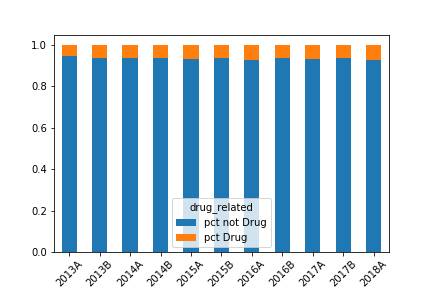 1.0
0.8
0.6
0.4
0.2
0.0
drug_related
pct not Drug
pct Drug
2013A
2013B
2014A
2014B
2015A
2015B
2016A
2016B
2017A
2017B
2018A